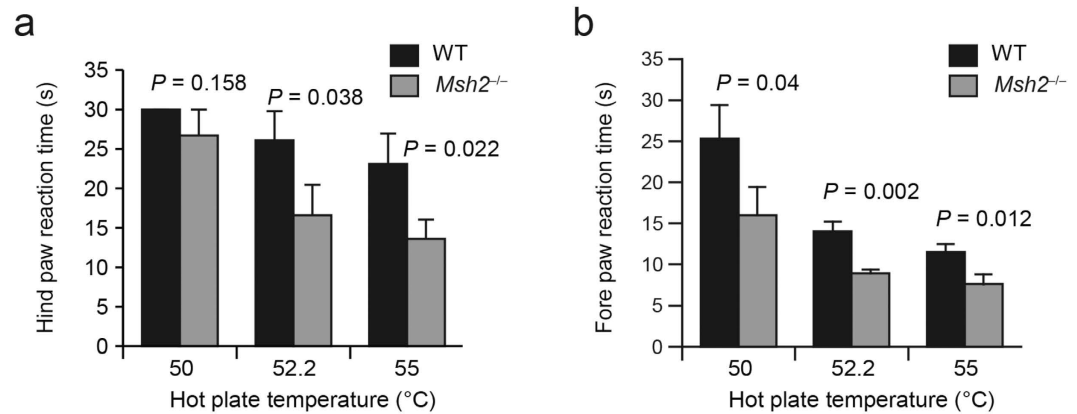 a
WT
Msh2⁻/⁻
35
30
25
20
15
10
5
0
Hind paw reaction time (s)
P = 0.158
P = 0.038
P = 0.022
50
52.2
55
Hot plate temperature (°C)
b
WT
Msh2⁻/⁻
35
30
25
20
15
10
5
0
Fore paw reaction time (s)
P = 0.04
P = 0.002
P = 0.012
50
52.2
55
Hot plate temperature (°C)